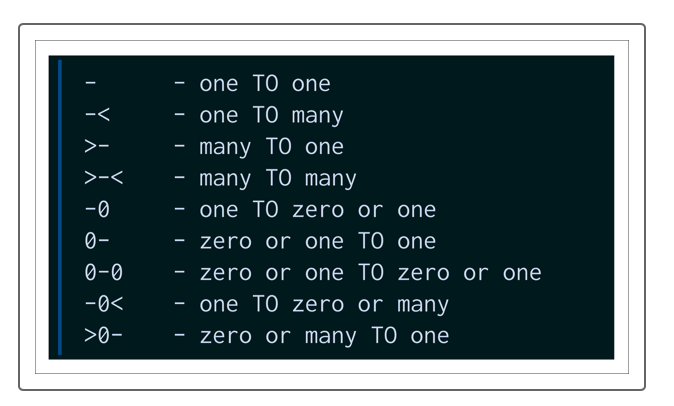 -     - one TO one
-<    - one TO many
>-    - many TO one
>-<   - many TO many
-0    - one TO zero or one
0-    - zero or one TO one
0-0   - zero or one TO zero or one
-0<   - one TO zero or many
>0-   - zero or many TO one